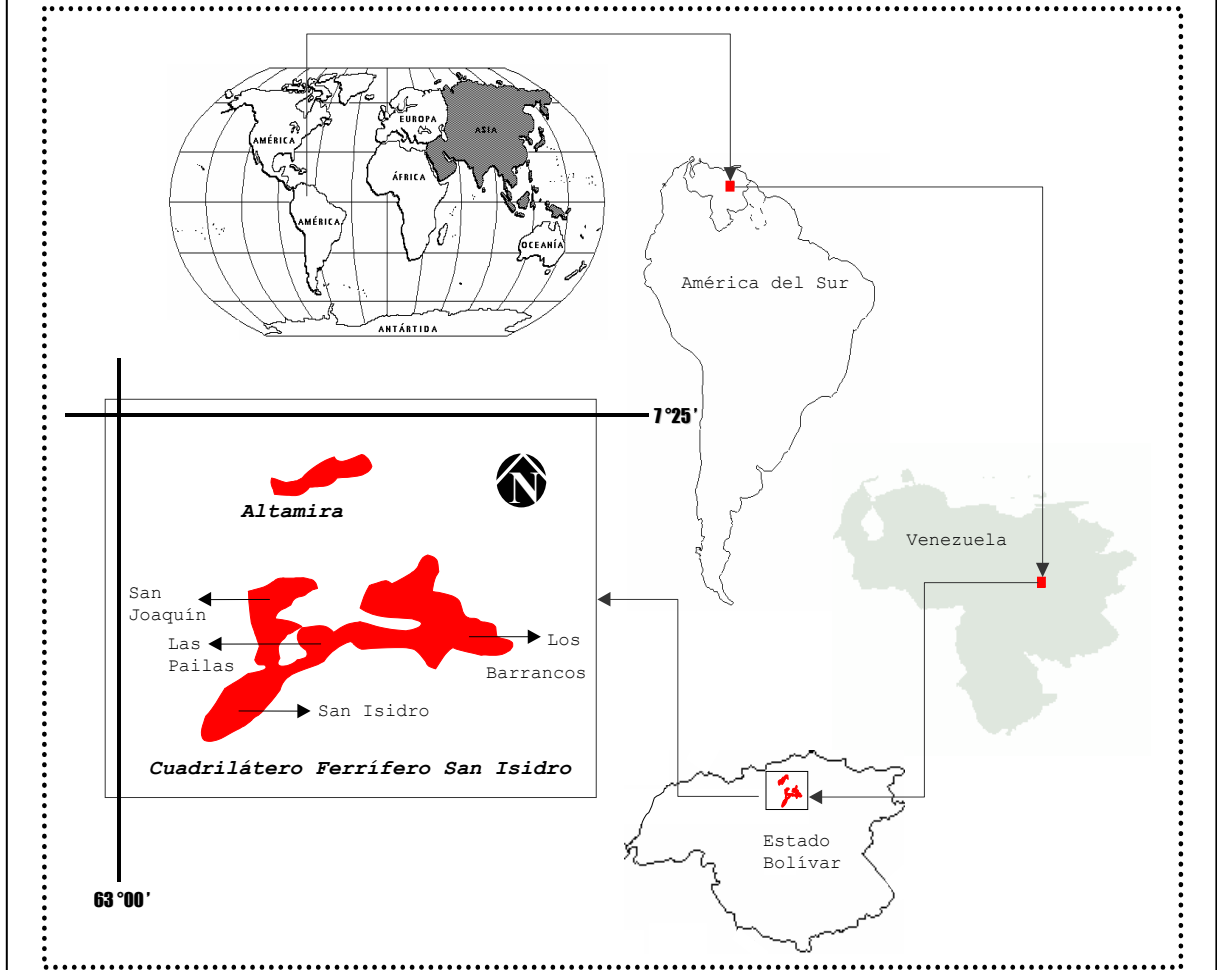 EUROPA
ASIA
AMÉRICA
ÁFRICA
AMÉRICA
OCEANÍA
ANTÁRTIDA
América del Sur
7°25'
N
Altamira
Venezuela
San
Joaquín
Las
Pailas
Los
Barrancos
San Isidro
Cuadrilátero Ferrífero San Isidro
Estado
Bolívar
63°00'